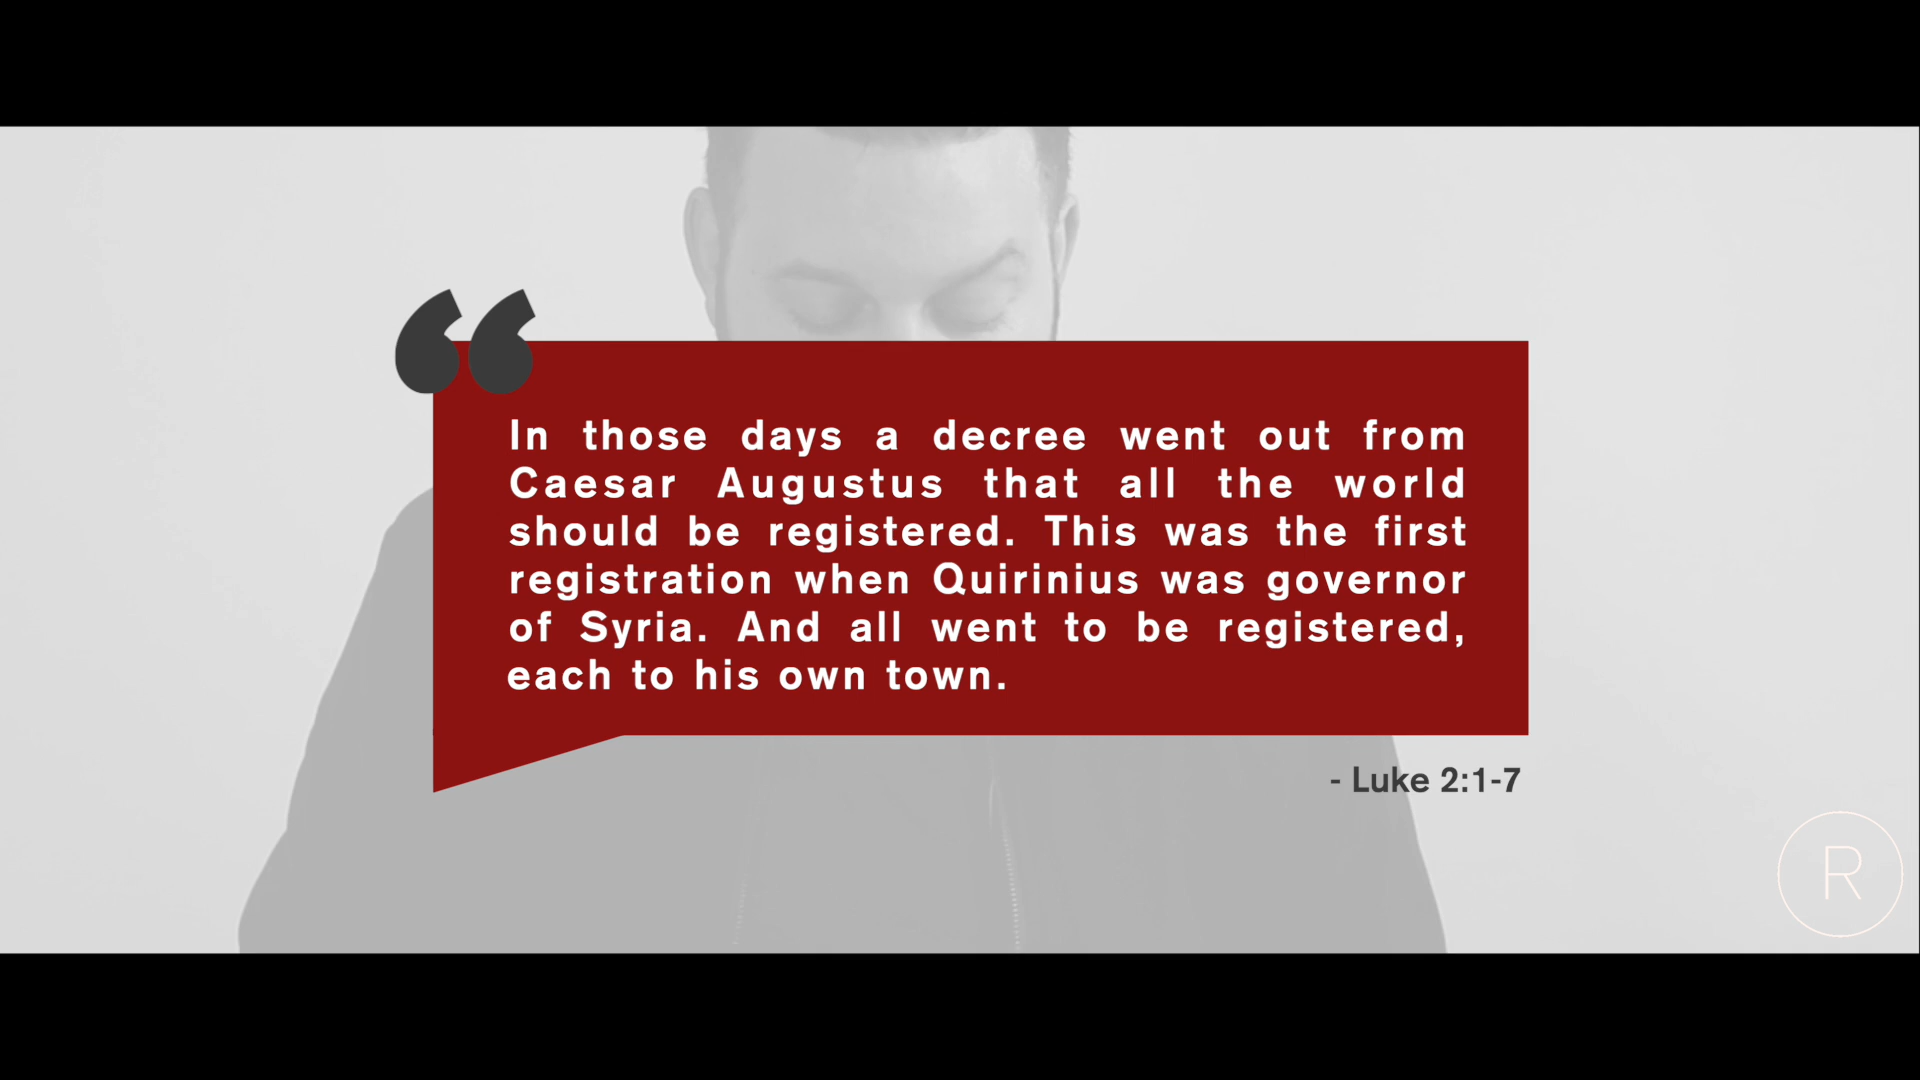 “
In those days a decree went out from
Caesar Augustus that all the world
should be registered. This was the first
registration when Quirinius was governor
of Syria. And all went to be registered,
each to his own town.
- Luke 2:1-7
R